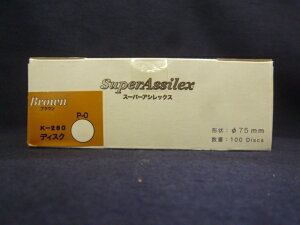 SuperAssilex
スーパーアシレックス
Brown
ブラウン
P-0
K-280
ディスク
形状：φ75mm
数量：100 Discs